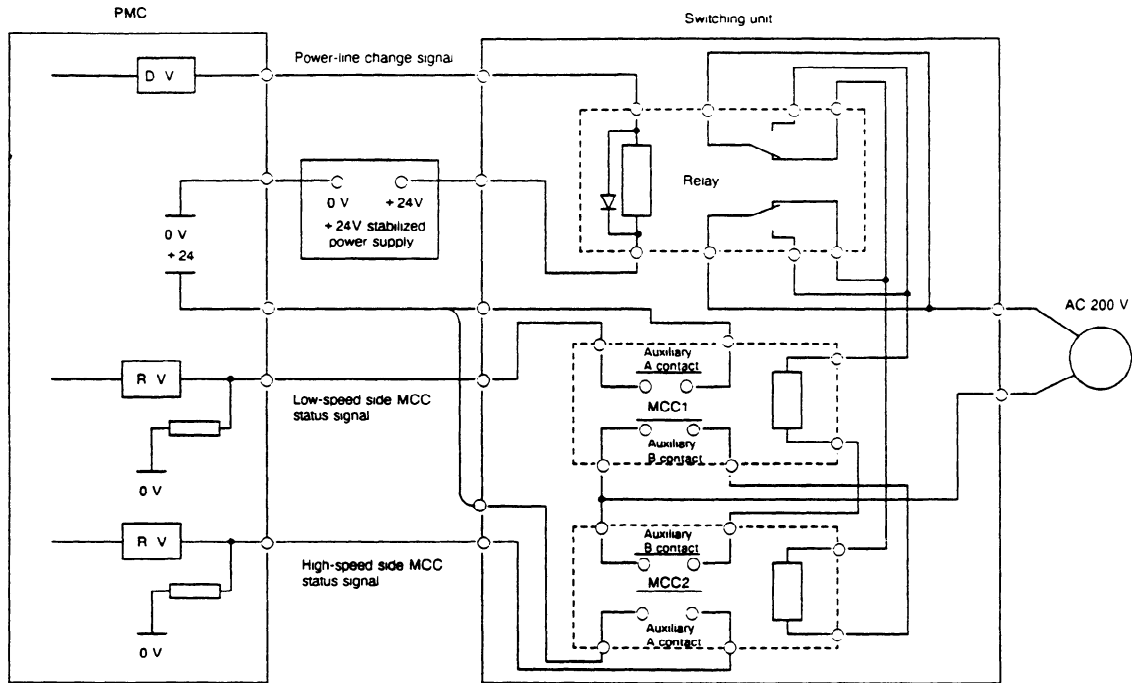 PMC
Switching unit
Power-line change signal
D V
Relay
0 V
+24V
+24V stabilized
power supply
0 V
+24
AC 200 V
Auxiliary
A contact
R V
Low-speed side MCC
status signal
MCC1
Auxiliary
B contact
0 V
R V
Auxiliary
B contact
High-speed side MCC
status signal
MCC2
Auxiliary
A contact
0 V